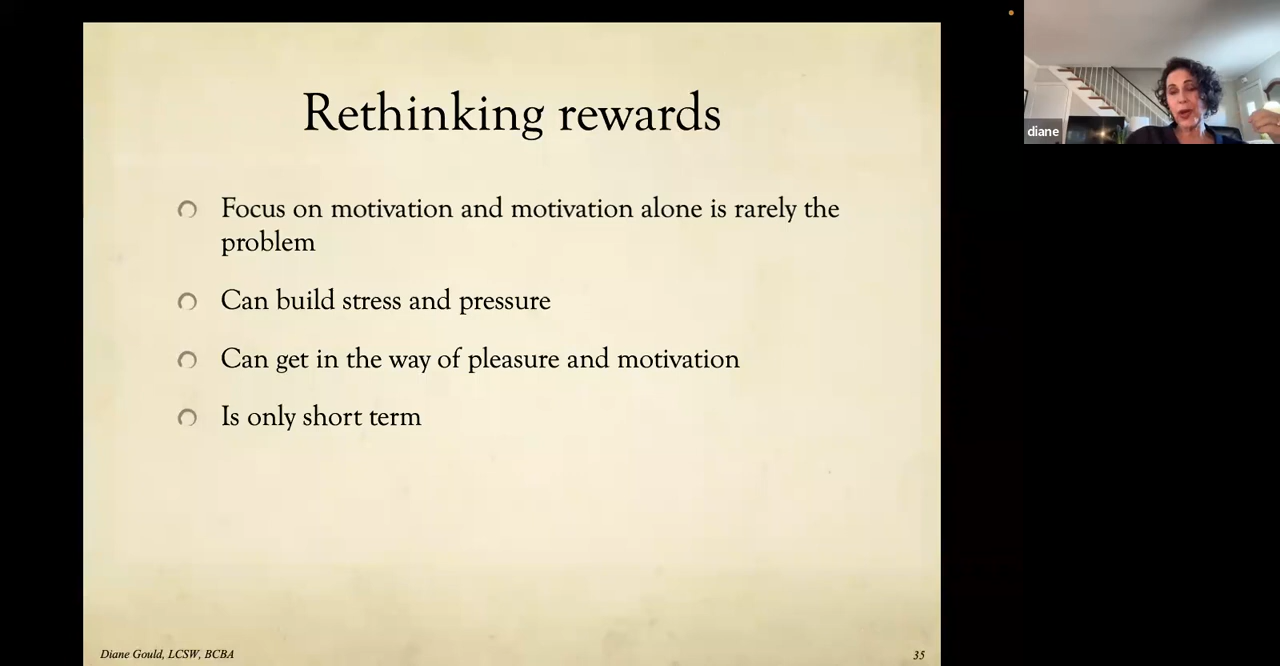 Rethinking rewards
Focus on motivation and motivation alone is rarely the
problem
Can build stress and pressure
Can get in the way of pleasure and motivation
Is only short term
Diane Gould, LCSW, BCBA
35
diane